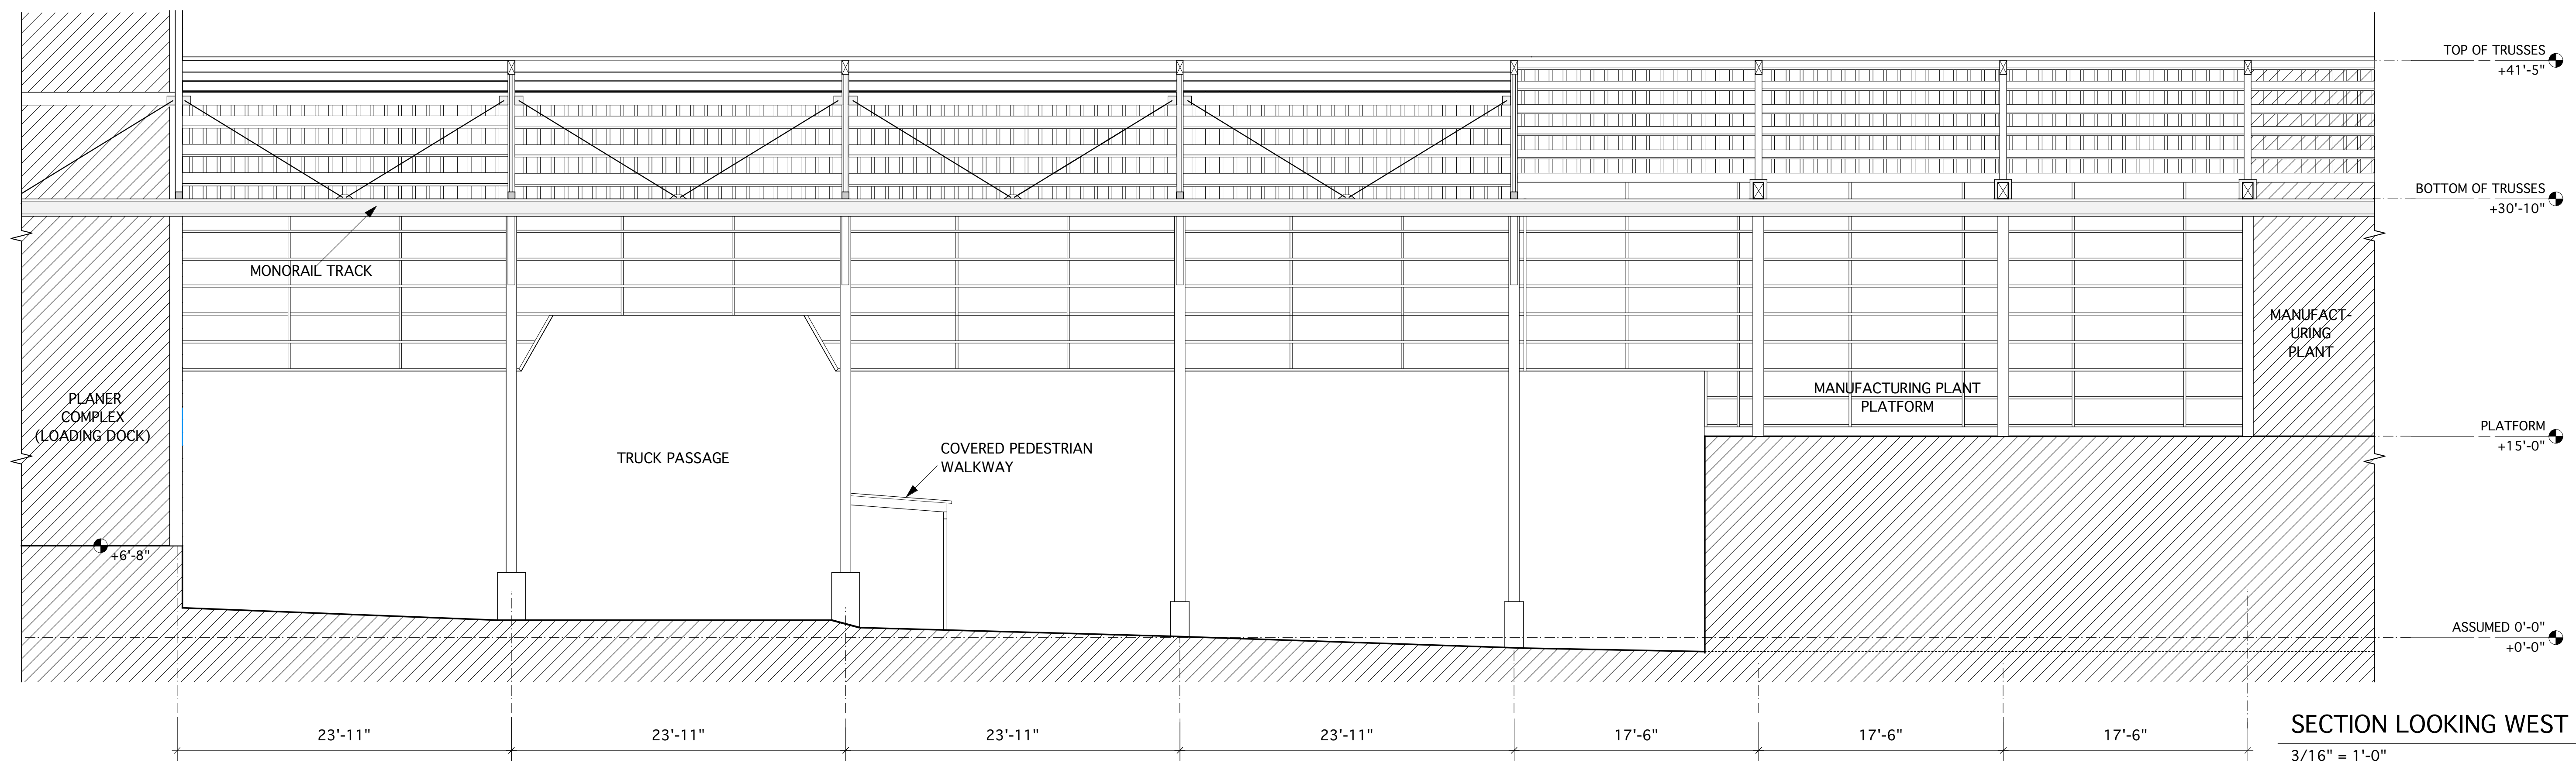 TOP OF TRUSSES
+41'-5"
BOTTOM OF TRUSSES
+30'-10"
MONORAIL TRACK
MANUFACT-
URING
PLANT
MANUFACTURING PLANT
PLATFORM
PLANER
COMPLEX
(LOADING DOCK)
PLATFORM
+15'-0"
TRUCK PASSAGE
COVERED PEDESTRIAN
WALKWAY
+6'-8"
ASSUMED 0'-0"
+0'-0"
23'-11"
23'-11"
23'-11"
23'-11"
17'-6"
17'-6"
17'-6"
SECTION LOOKING WEST
3/16" = 1'-0"